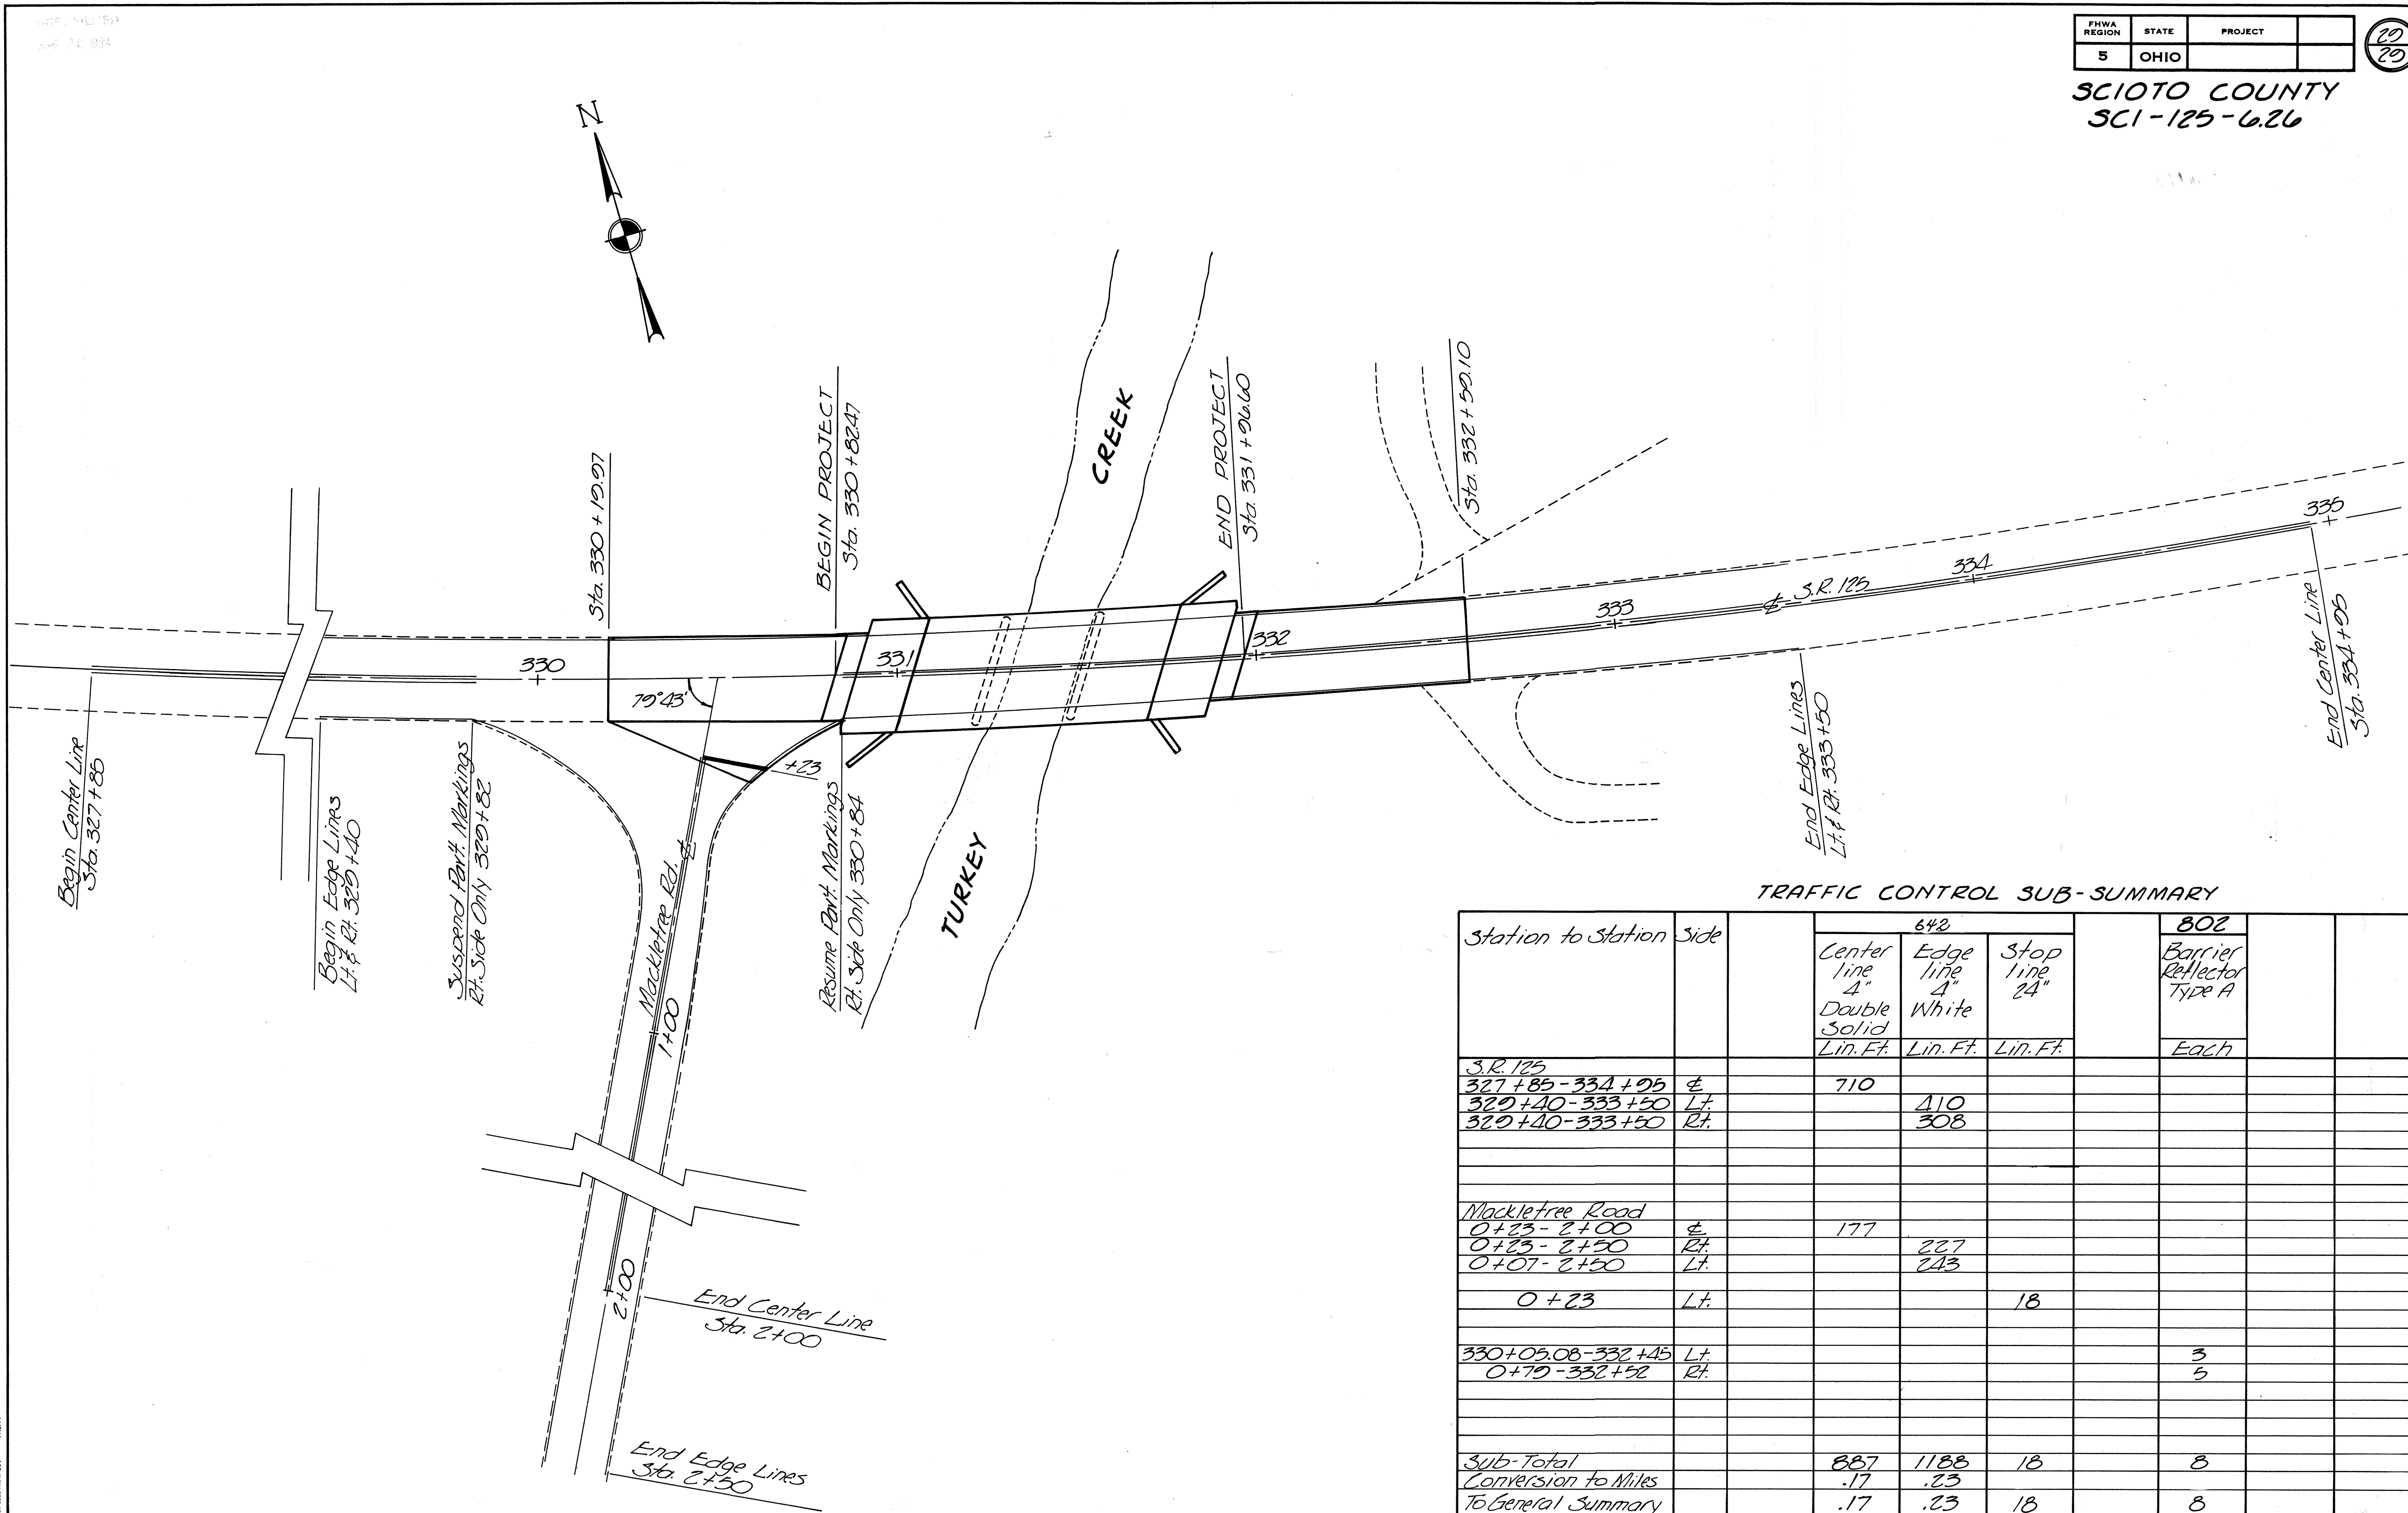 FHWA REGION STATE PROJECT
5 OHIO
29
29
SCIOTO COUNTY
SCI-125-6.26
N
Sta. 330+19.97
BEGIN PROJECT
Sta. 330+82.47
CREEK
END PROJECT
Sta. 331+96.60
Sta. 332+59.10
330
331
332
333
334
335
℄ S.R. 125
79°43'
+23
Begin Center Line
Sta. 327+85
Begin Edge Lines
Lt. & Rt. 329+40
Suspend Pav't. Markings
Rt. Side Only 329+82
Mackletree Rd. ℄
1+00
Resume Pav't. Markings
Rt. Side Only 330+84
TURKEY
End Edge Lines
Lt. & Rt. 333+50
End Center Line
Sta. 334+95
2+00
End Center Line
Sta. 2+00
End Edge Lines
Sta. 2+50
TRAFFIC CONTROL SUB-SUMMARY
Station to Station Side 642 802
Center line 4" Double Solid Edge line 4" White Stop line 24" Barrier Reflector Type A
Lin. Ft. Lin. Ft. Lin. Ft. Each
S.R. 125
327+85-334+95 ℄ 710
329+40-333+50 Lt. 410
329+40-333+50 Rt. 308
Mackletree Road
0+23-2+00 ℄ 177
0+23-2+50 Rt. 227
0+07-2+50 Lt. 243
0+23 Lt. 18
330+05.08-332+45 Lt. 3
0+79-332+52 Rt. 5
Sub-Total 887 1188 18 8
Conversion to Miles .17 .23
To General Summary .17 .23 18 8